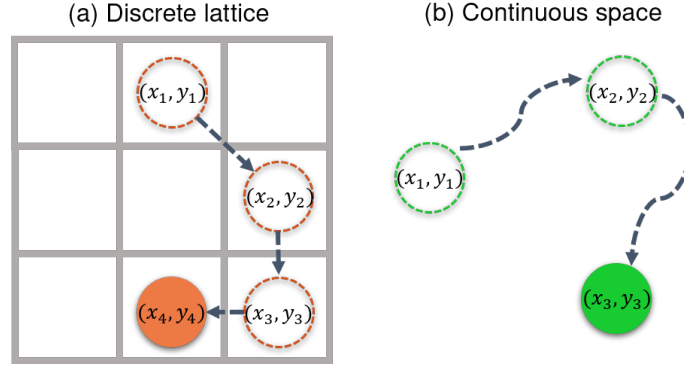 (a) Discrete lattice
(x₁, y₁)
(x₂, y₂)
(x₄, y₄)
(x₃, y₃)
(b) Continuous space
(x₂, y₂)
(x₁, y₁)
(x₃, y₃)